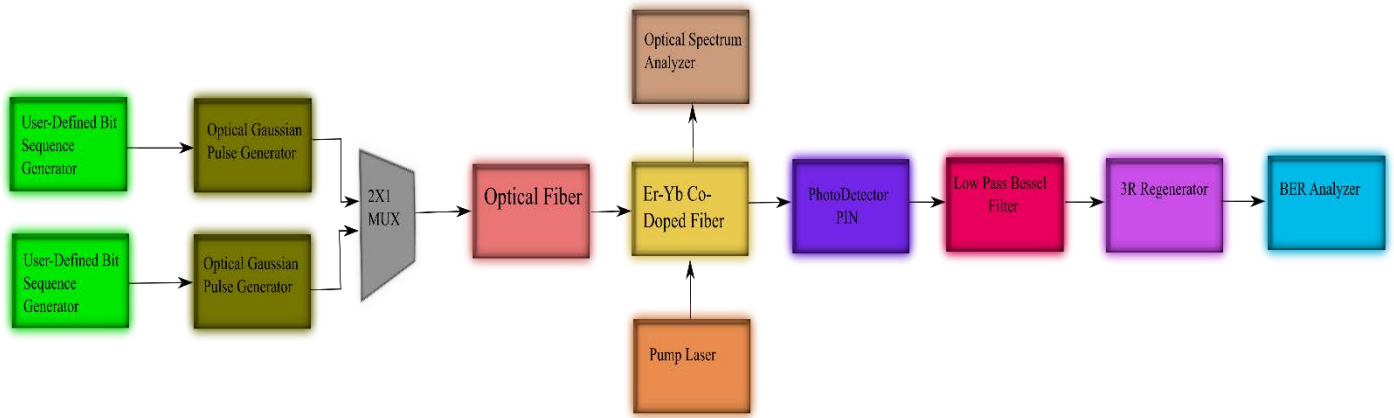 Optical Spectrum
Analyzer
User-Defined Bit
Sequence
Generator
Optical Gaussian
Pulse Generator
2X1
MUX
Optical Fiber
Er-Yb Co-
Doped Fiber
PhotoDetector
PIN
Low Pass Bessel
Filter
3R Regenerator
BER Analyzer
User-Defined Bit
Sequence
Generator
Optical Gaussian
Pulse Generator
Pump Laser